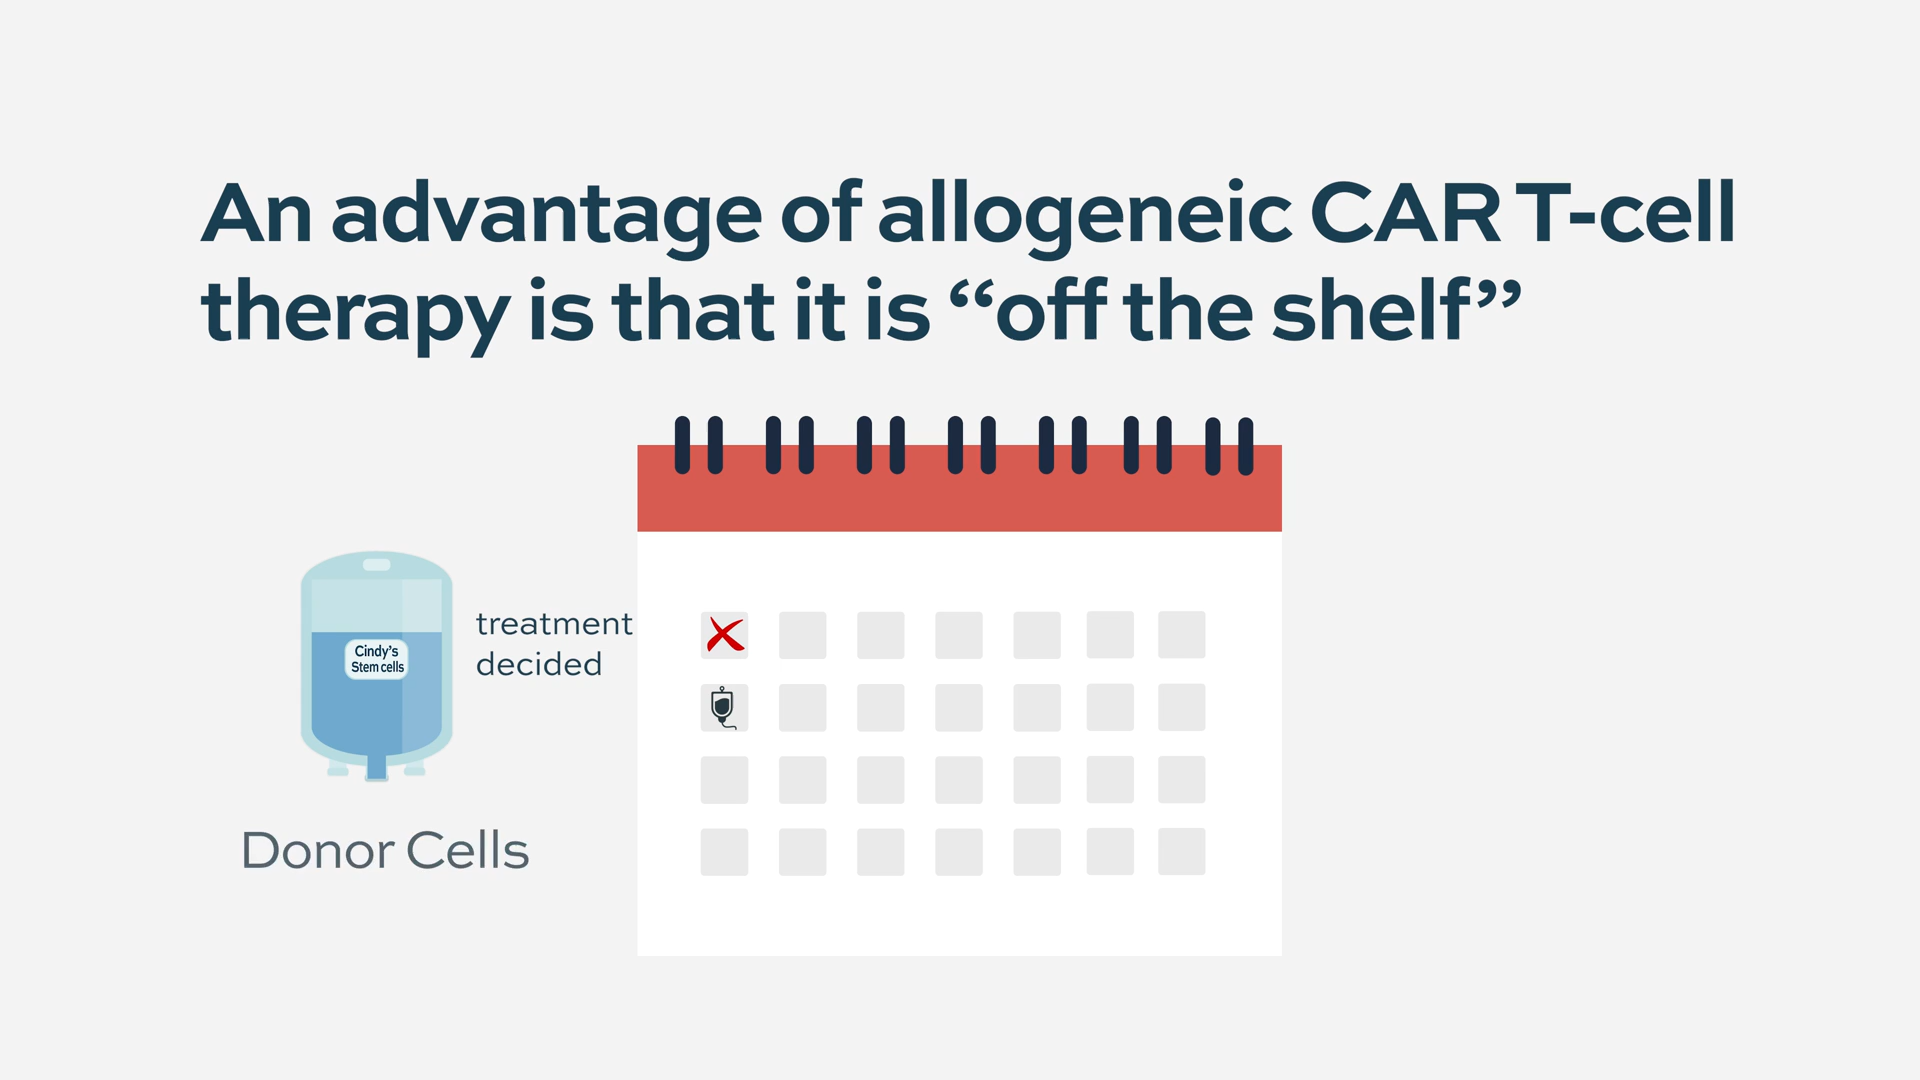 An advantage of allogeneic CAR T-cell
therapy is that it is “off the shelf”
treatment
decided
Cindy’s
Stem cells
Donor Cells